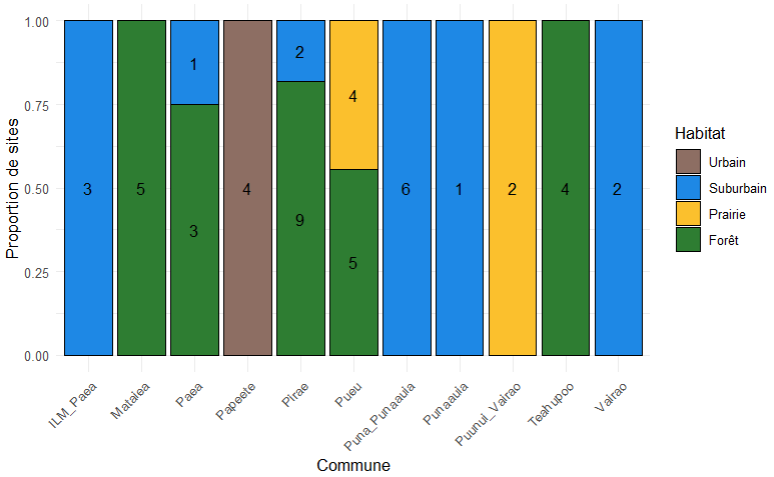 1.00
0.75
0.50
0.25
0.00
Proportion de sites
3
5
1
3
4
2
9
4
5
6
1
2
4
2
ILM_Paea
Mataiea
Paea
Papeete
Pirae
Pueu
Puna_Punaauia
Punaauia
Puunui_Vairao
Teahupoo
Vairao
Commune
Habitat
Urbain
Suburbain
Prairie
Forêt